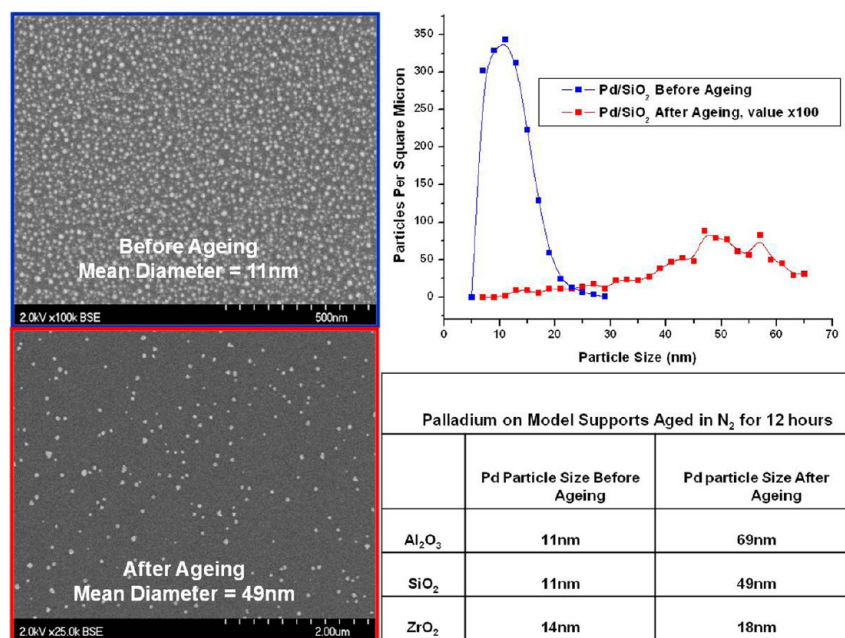 Before Ageing
Mean Diameter = 11nm
2.0kV x100k BSE
500nm
After Ageing
Mean Diameter = 49nm
2.0kV x25.0k BSE
2.00um
Particles Per Square Micron
350
300
250
200
150
100
50
0
0 10 20 30 40 50 60 70
Particle Size (nm)
Pd/SiO₂ Before Ageing
Pd/SiO₂ After Ageing, value x100
Palladium on Model Supports Aged in N₂ for 12 hours
Pd Particle Size Before
Ageing
Pd particle Size After
Ageing
Al₂O₃ 11nm 69nm
SiO₂ 11nm 49nm
ZrO₂ 14nm 18nm